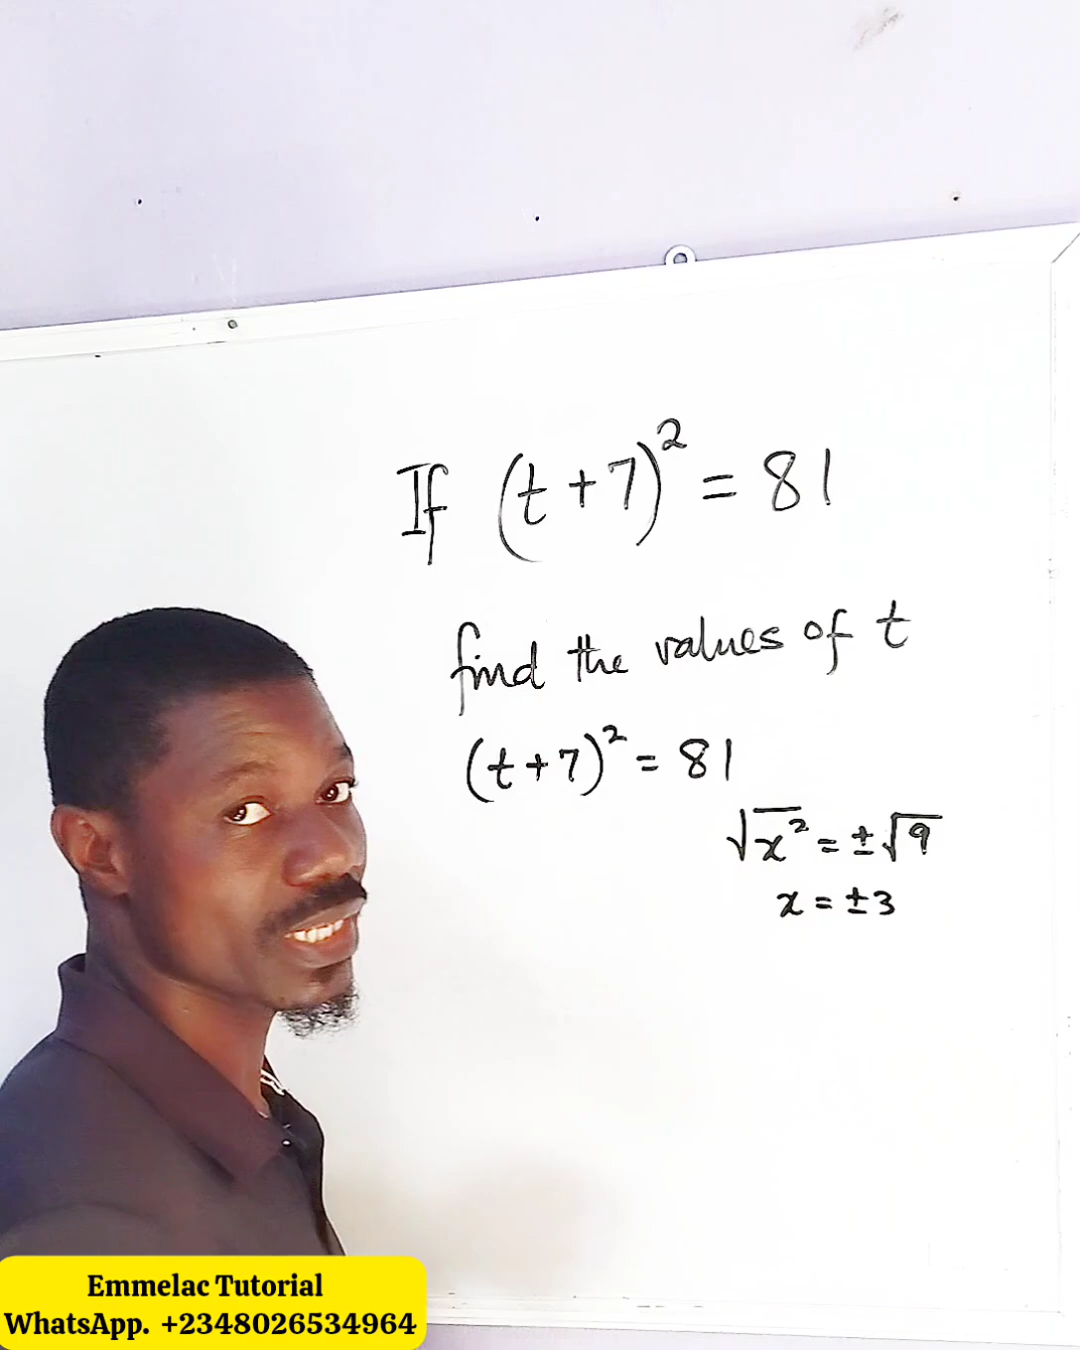 If (t+7)² = 81
find the values of t
(t+7)² = 81
√x² = ±√9
x = ±3
Emmelac Tutorial
WhatsApp. +2348026534964